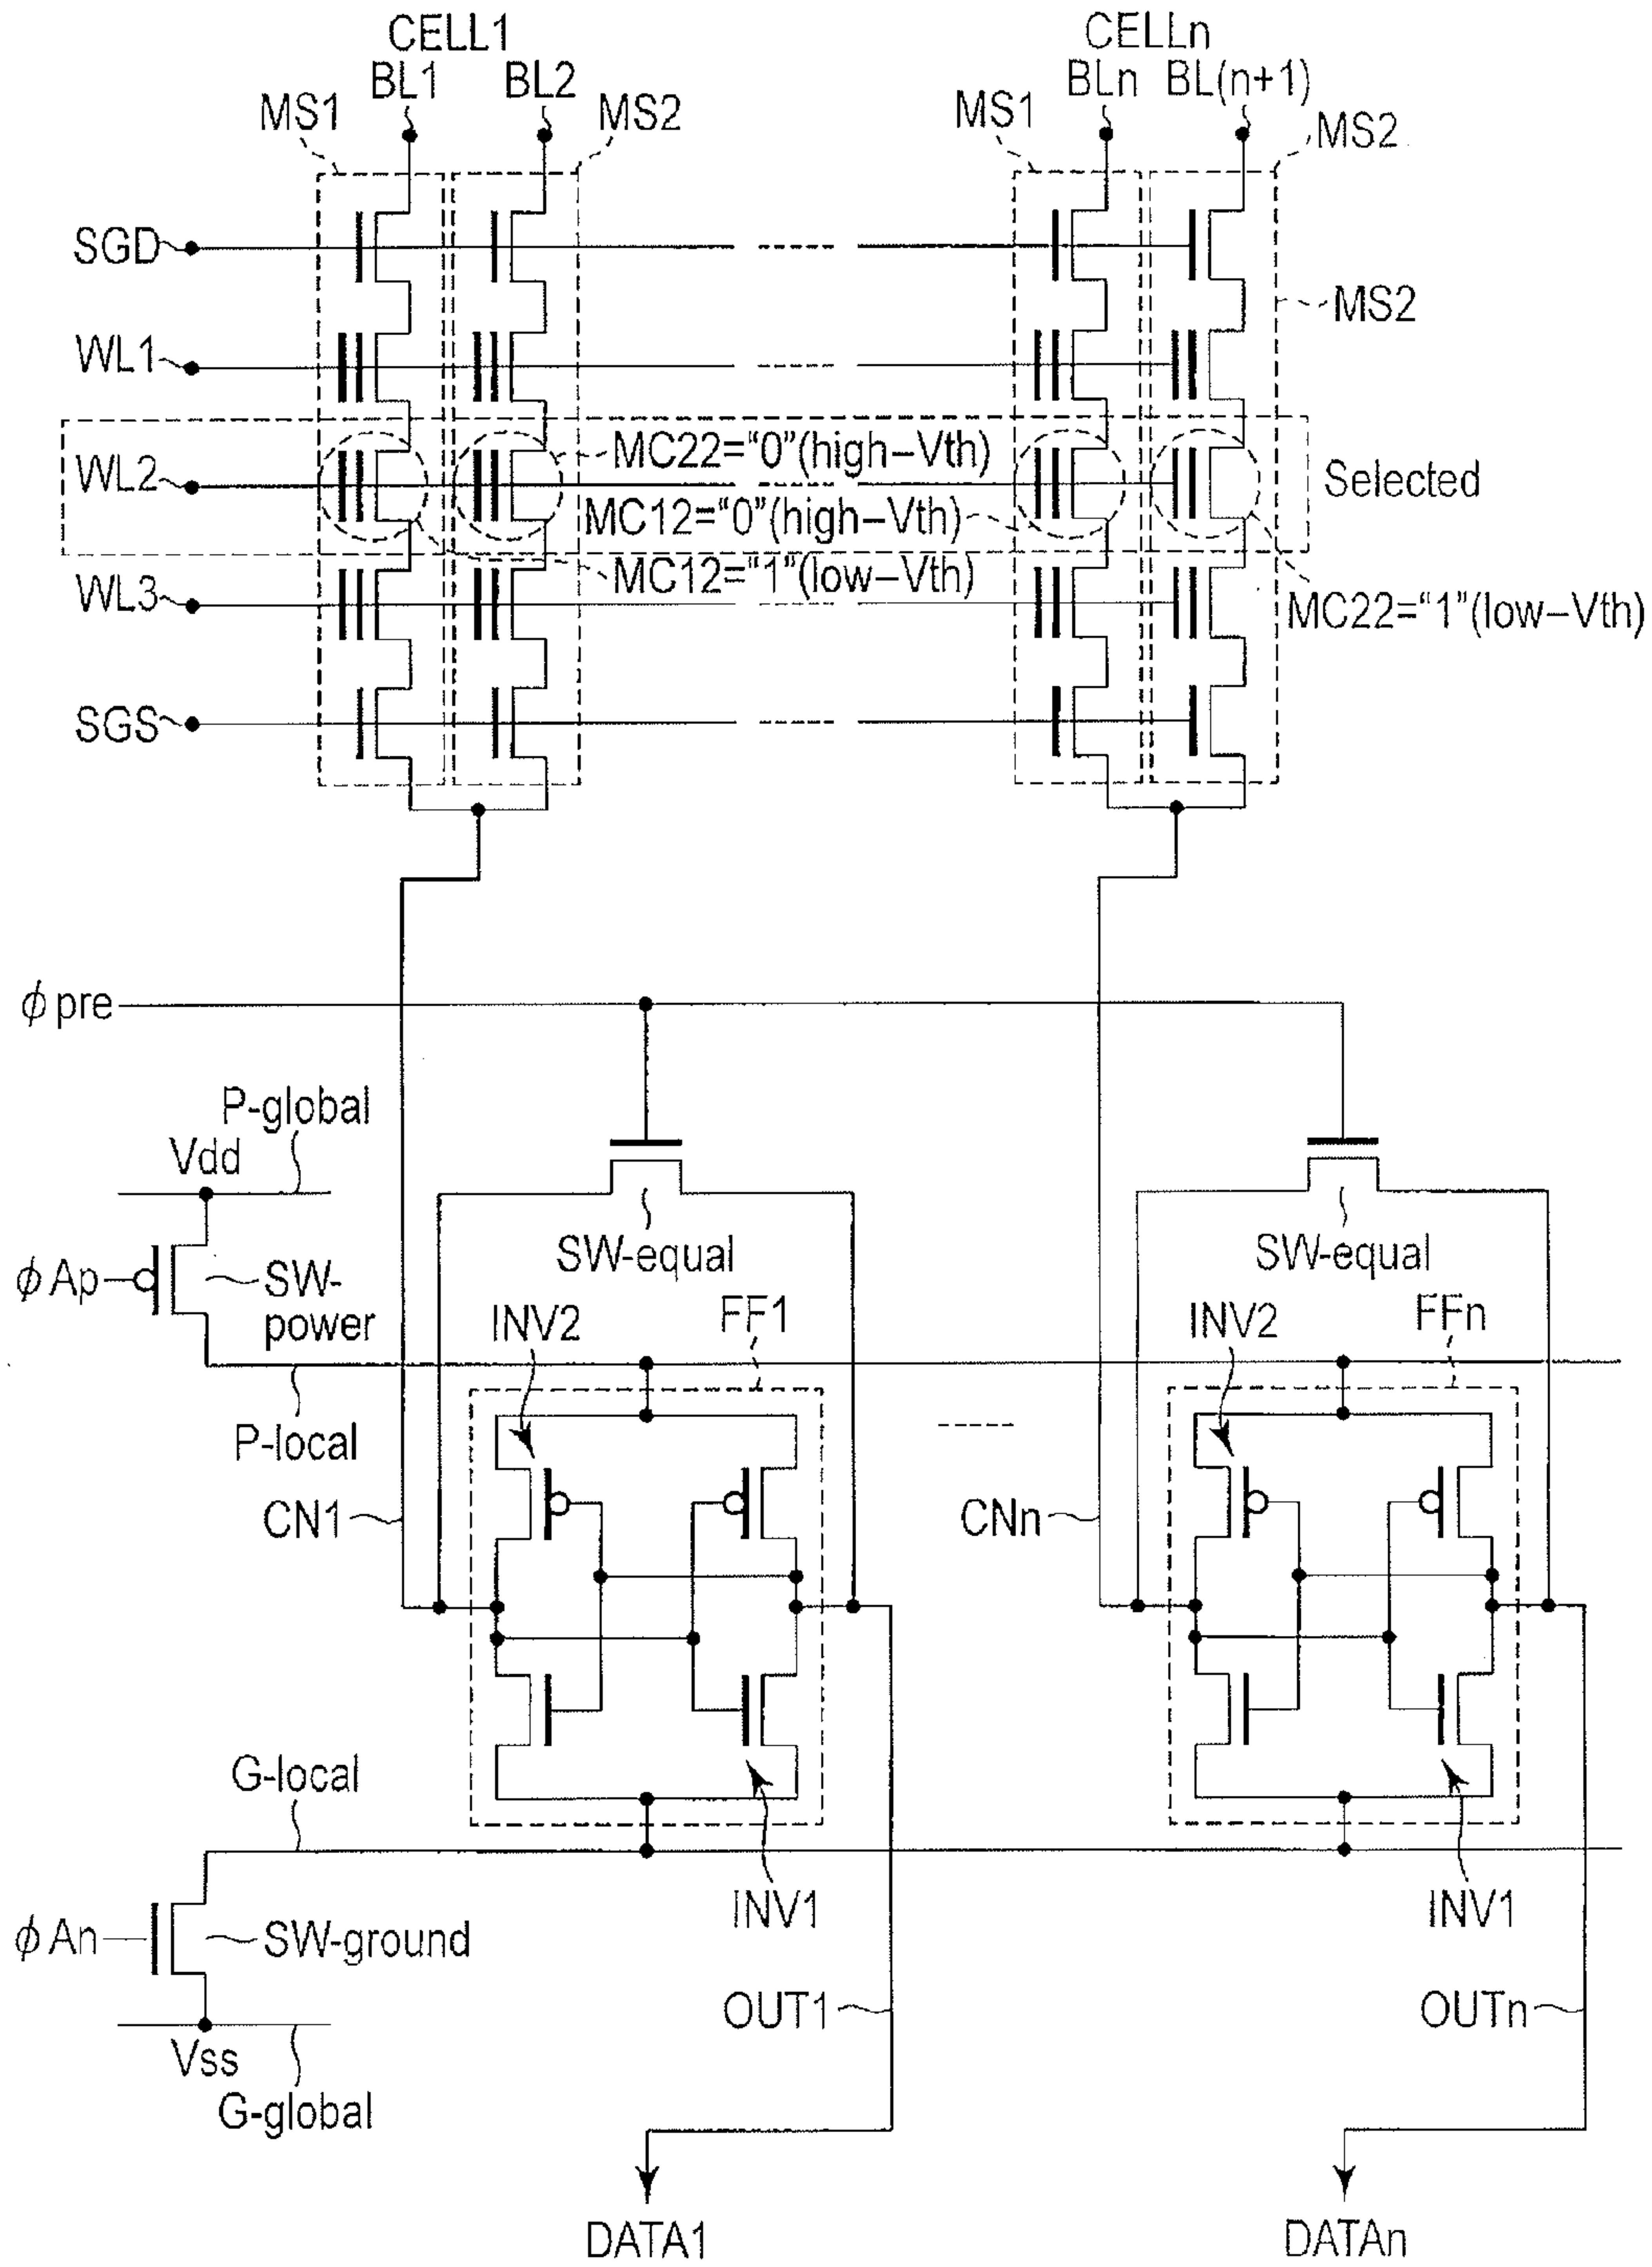 CELL1
CELLn
BL1
BL2
BLn
BL(n+1)
MS1
MS2
MS1
MS2
SGD
MS2
WL1
MC22="0"(high-Vth)
WL2
Selected
MC12="0"(high-Vth)
MC12="1"(low-Vth)
WL3
MC22="1"(low-Vth)
SGS
ϕ pre
P-global
Vdd
SW-equal
SW-equal
ϕ Ap
SW-
power
INV2
FF1
INV2
FFn
P-local
CN1
CNn
G-local
INV1
INV1
ϕ An
SW-ground
OUT1
OUTn
Vss
G-global
DATA1
DATAn